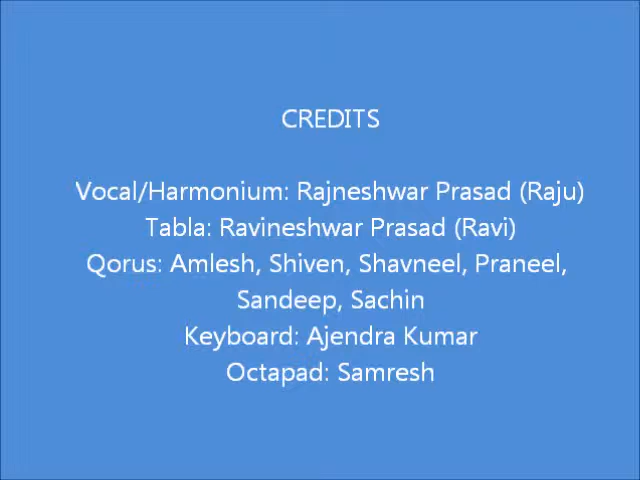 CREDITS
Vocal/Harmonium: Rajneshwar Prasad (Raju)
Tabla: Ravineshwar Prasad (Ravi)
Qorus: Amlesh, Shiven, Shavneel, Praneel,
Sandeep, Sachin
Keyboard: Ajendra Kumar
Octapad: Samresh